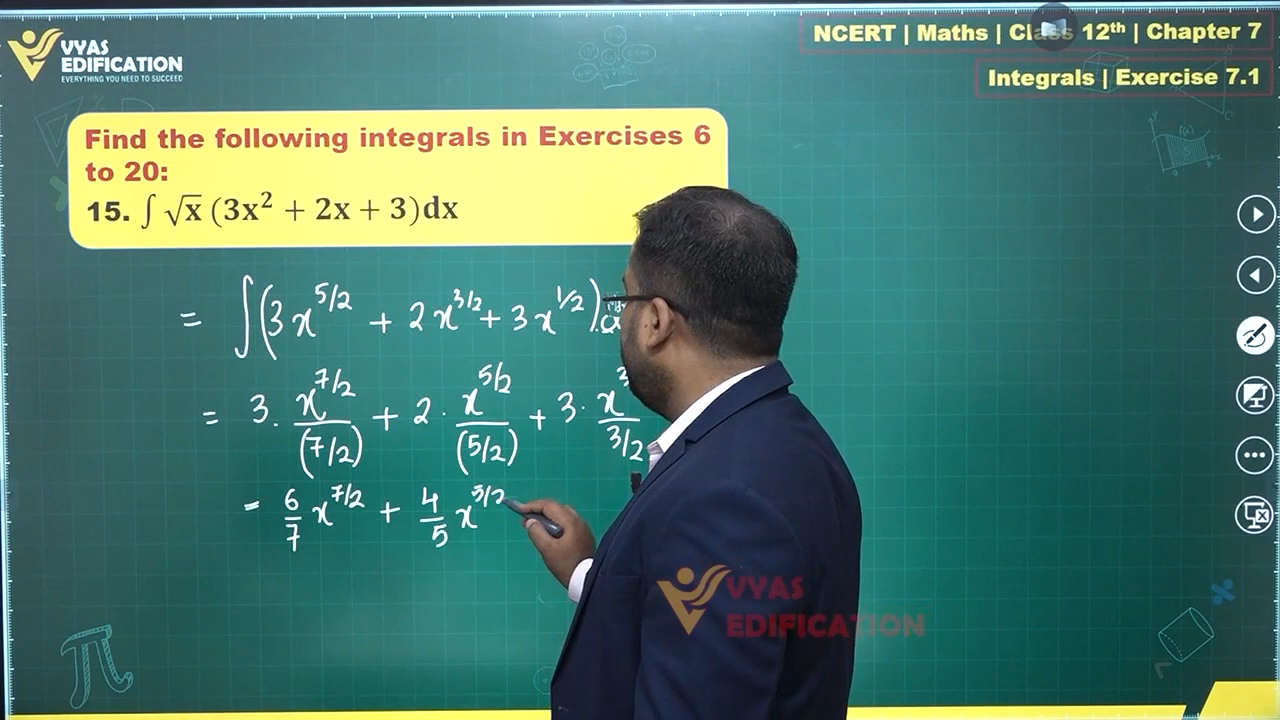 VYAS
EDIFICATION
EVERYTHING YOU NEED TO SUCCEED
NCERT | Maths | Class 12th | Chapter 7
Integrals | Exercise 7.1
Find the following integrals in Exercises 6
to 20:
15. ∫ √x (3x² + 2x + 3)dx
= ∫(3x^5/2 + 2x^3/2 + 3x^1/2).
= 3. x^7/2/(7/2) + 2. x^5/2/(5/2) + 3. x^3/3/2
= 6/7 x^7/2 + 4/5 x^5/2
VYAS
EDIFICATION